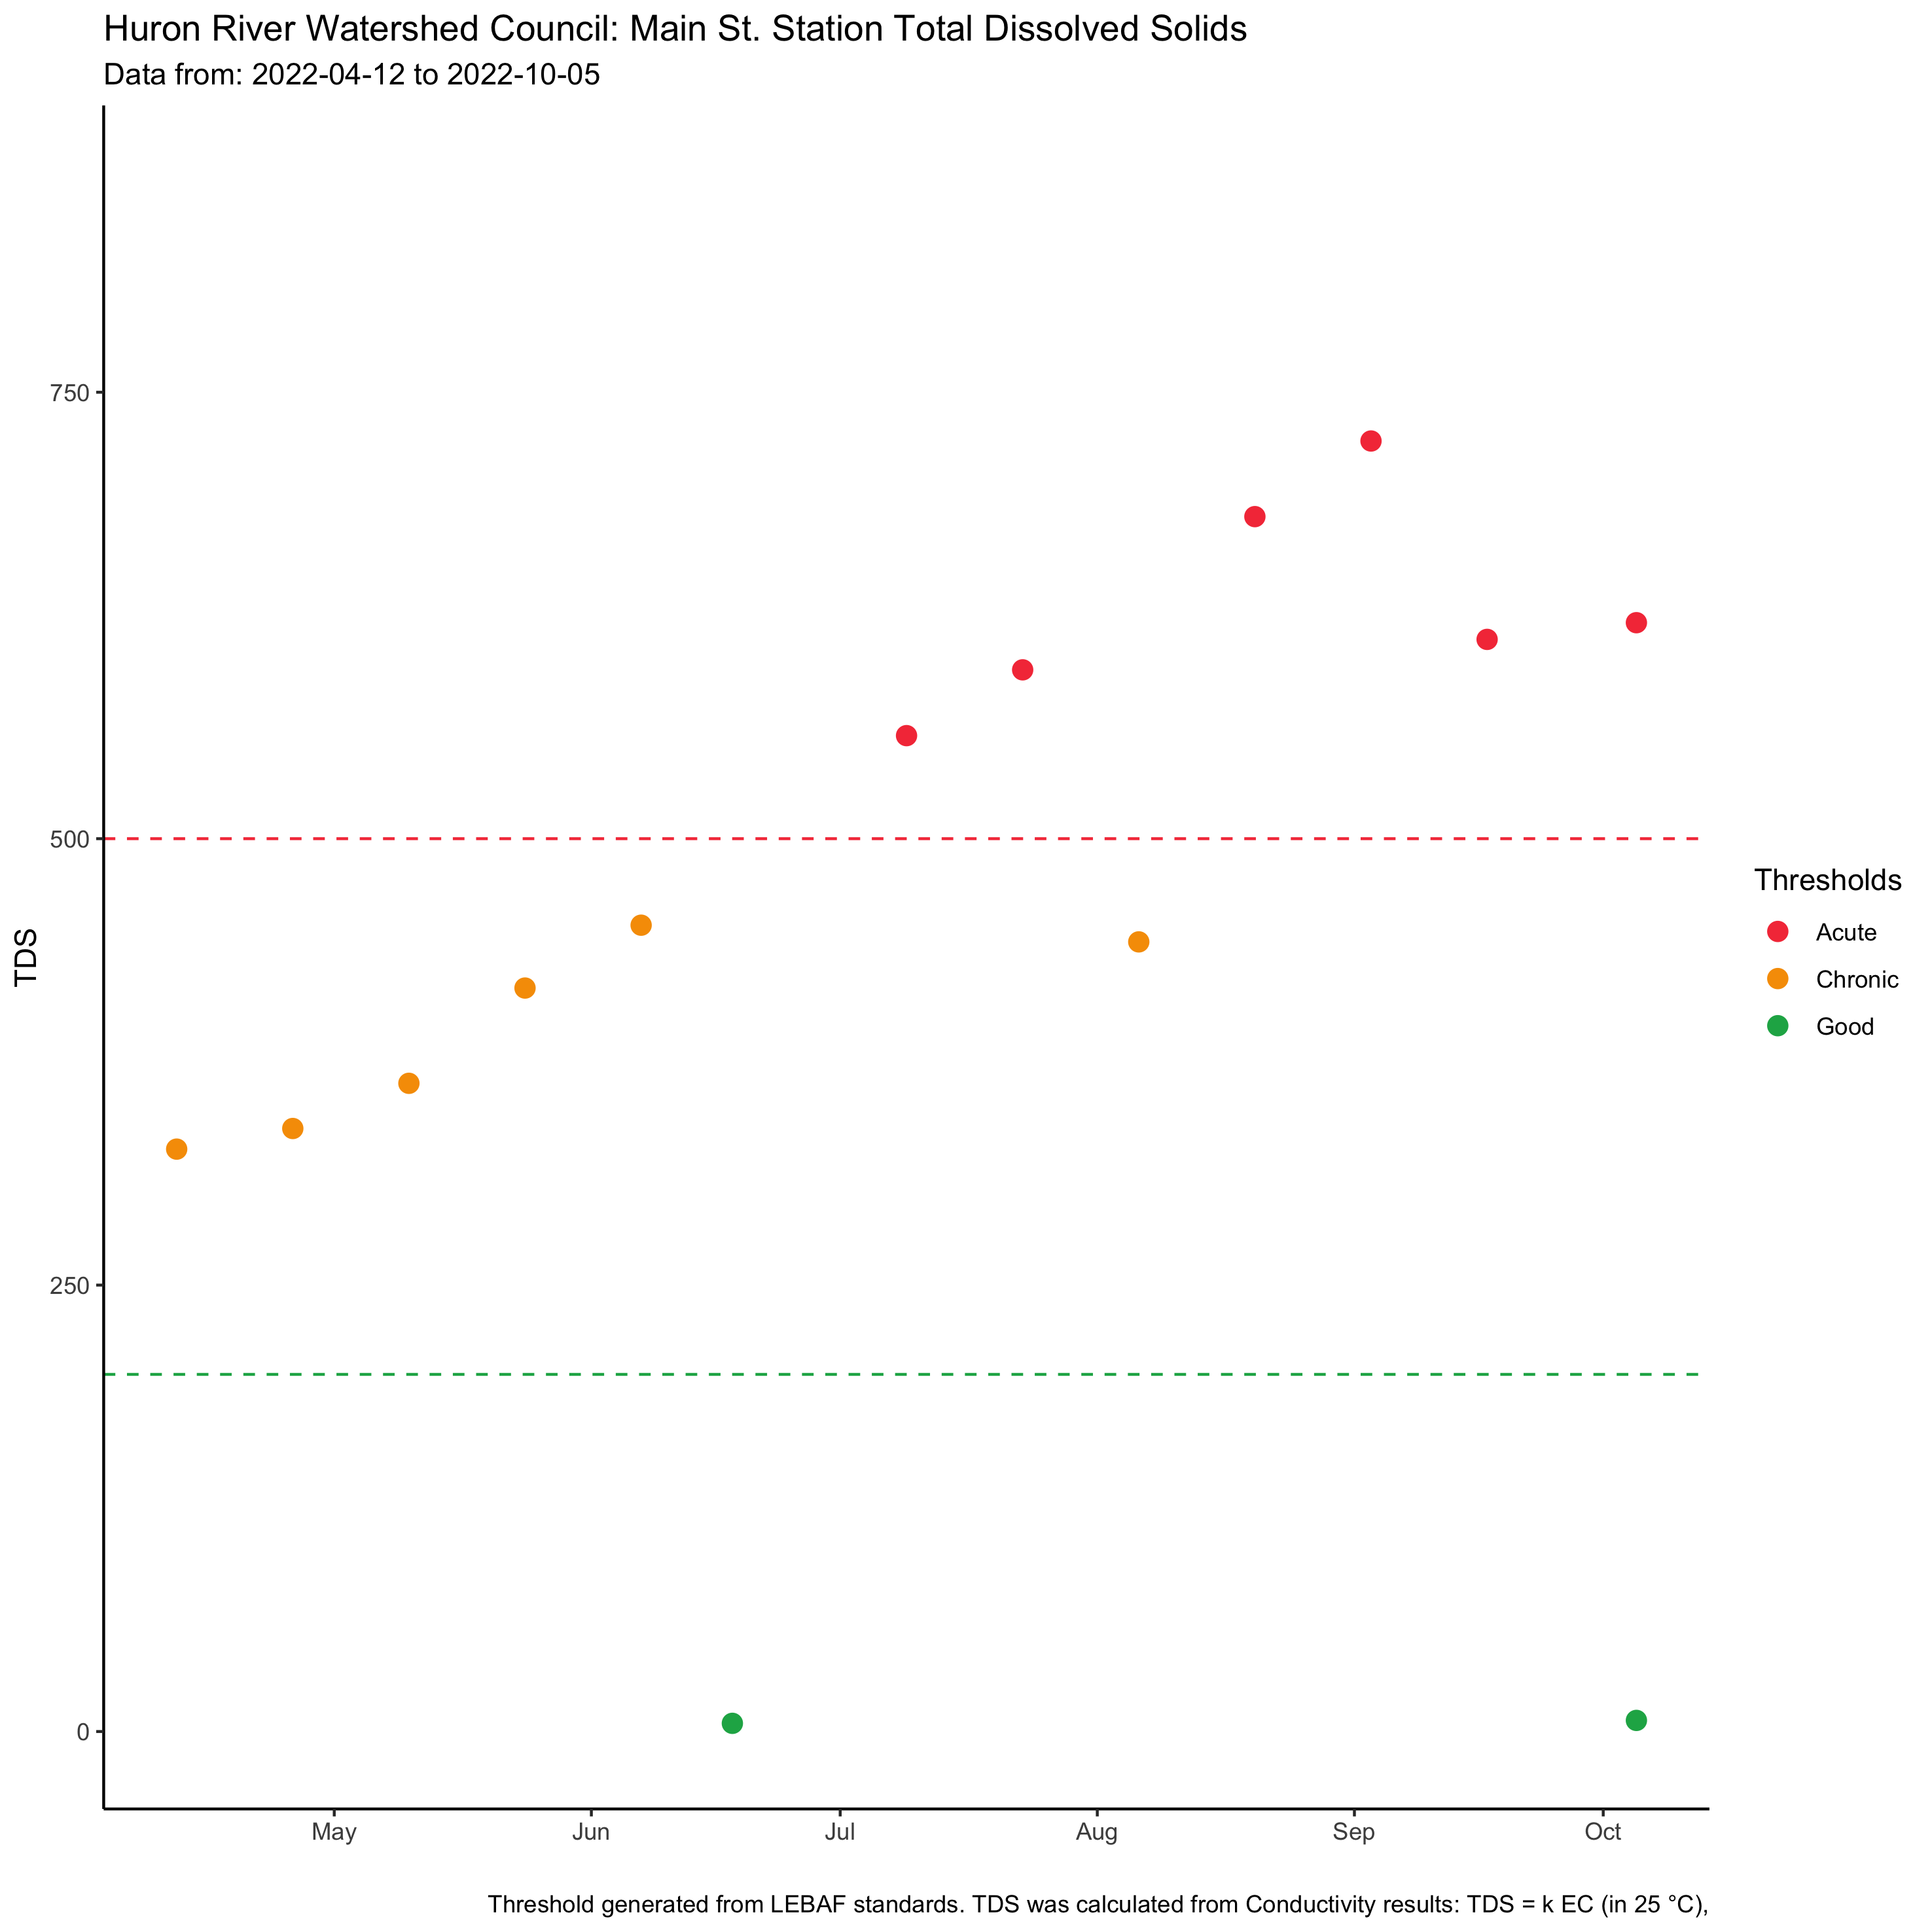 Huron River Watershed Council: Main St. Station Total Dissolved Solids
Data from: 2022-04-12 to 2022-10-05
750
500
250
0
TDS
May Jun Jul Aug Sep Oct
Thresholds
Acute
Chronic
Good
Threshold generated from LEBAF standards. TDS was calculated from Conductivity results: TDS = k EC (in 25 °C),